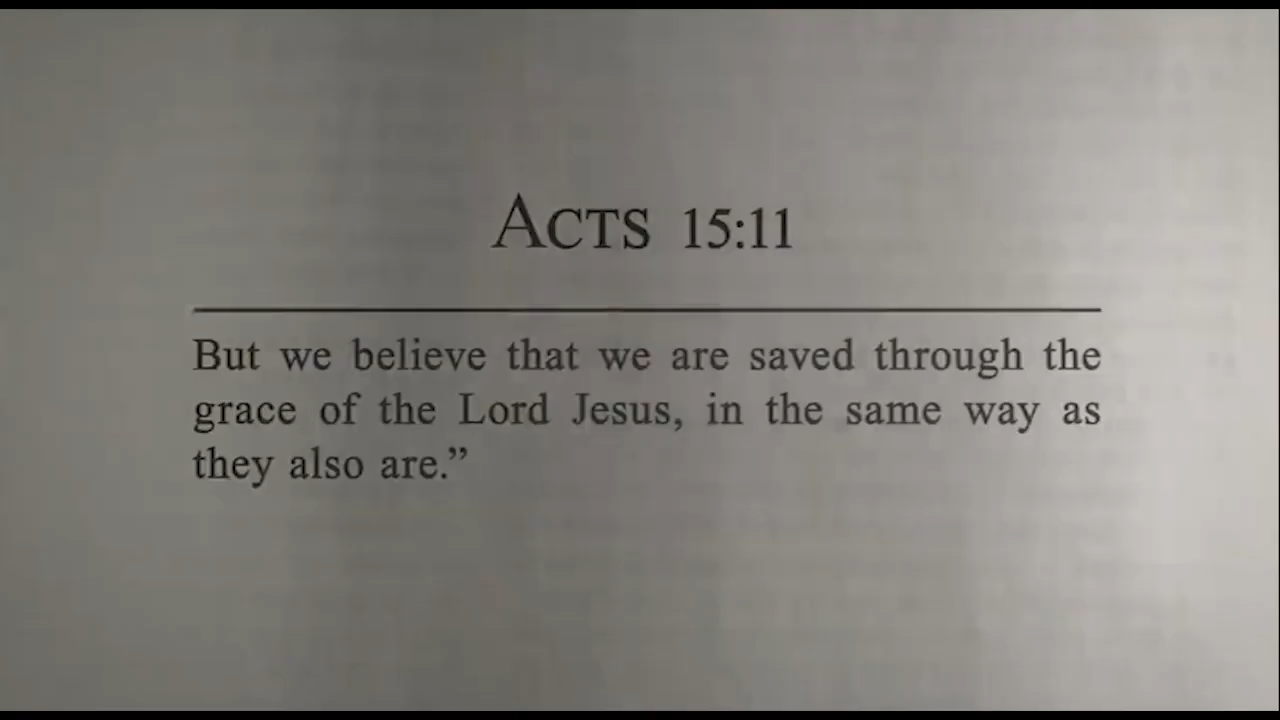 ACTS 15:11
But we believe that we are saved through the
grace of the Lord Jesus, in the same way as
they also are.”